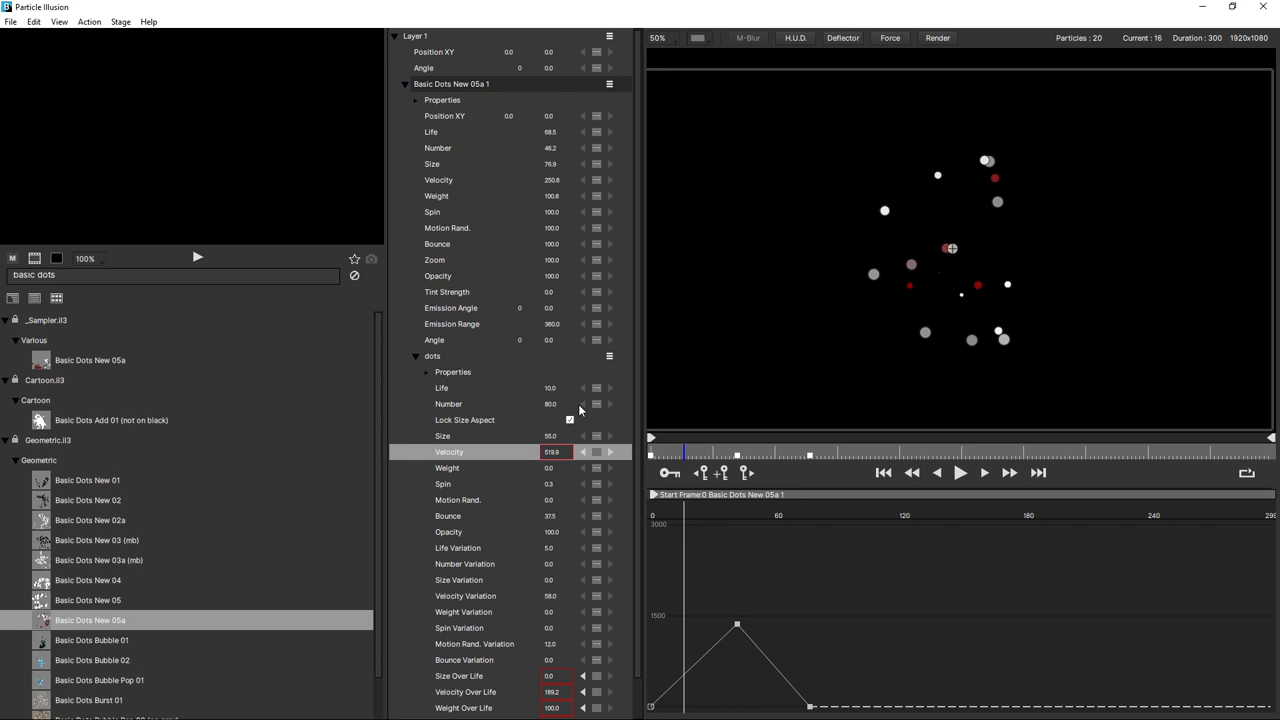 Particle Illusion
File Edit View Action Stage Help
M 100%
basic dots
_Sampler.il3
Various
Basic Dots New 05a
Cartoon.il3
Cartoon
Basic Dots Add 01 (not on black)
Geometric.il3
Geometric
Basic Dots New 01
Basic Dots New 02
Basic Dots New 02a
Basic Dots New 03 (mb)
Basic Dots New 03a (mb)
Basic Dots New 04
Basic Dots New 05
Basic Dots New 05a
Basic Dots Bubble 01
Basic Dots Bubble 02
Basic Dots Bubble Pop 01
Basic Dots Burst 01
Layer 1
Position XY 0.0 0.0
Angle 0 0.0
Basic Dots New 05a 1
Properties
Position XY 0.0 0.0
Life 68.5
Number 46.2
Size 76.9
Velocity 250.8
Weight 100.8
Spin 100.0
Motion Rand. 100.0
Bounce 100.0
Zoom 100.0
Opacity 100.0
Tint Strength 0.0
Emission Angle 0 0.0
Emission Range 360.0
Angle 0 0.0
dots
Properties
Life 10.0
Number 80.0
Lock Size Aspect
Size 55.0
Velocity 519.9
Weight 0.0
Spin 0.3
Motion Rand. 0.0
Bounce 37.5
Opacity 100.0
Life Variation 5.0
Number Variation 0.0
Size Variation 0.0
Velocity Variation 58.0
Weight Variation 0.0
Spin Variation 0.0
Motion Rand. Variation 12.0
Bounce Variation 0.0
Size Over Life 0.0
Velocity Over Life 189.2
Weight Over Life 100.0
50% M-Blur H.U.D. Deflector Force Render Particles : 20 Current : 16 Duration : 300 1920x1080
Start Frame:0 Basic Dots New 05a 1
0 60 120 180 240 299
3000
1500